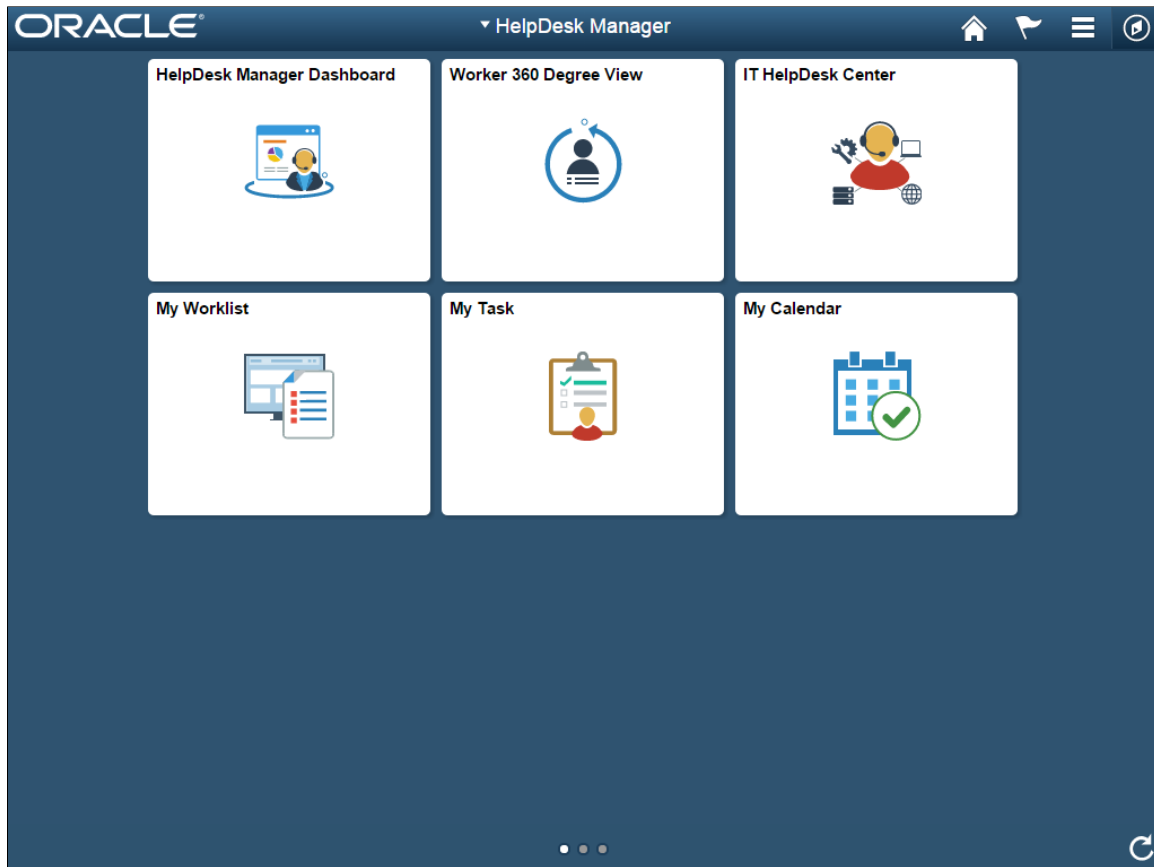 ORACLE®
HelpDesk Manager
HelpDesk Manager Dashboard
Worker 360 Degree View
IT HelpDesk Center
My Worklist
My Task
My Calendar